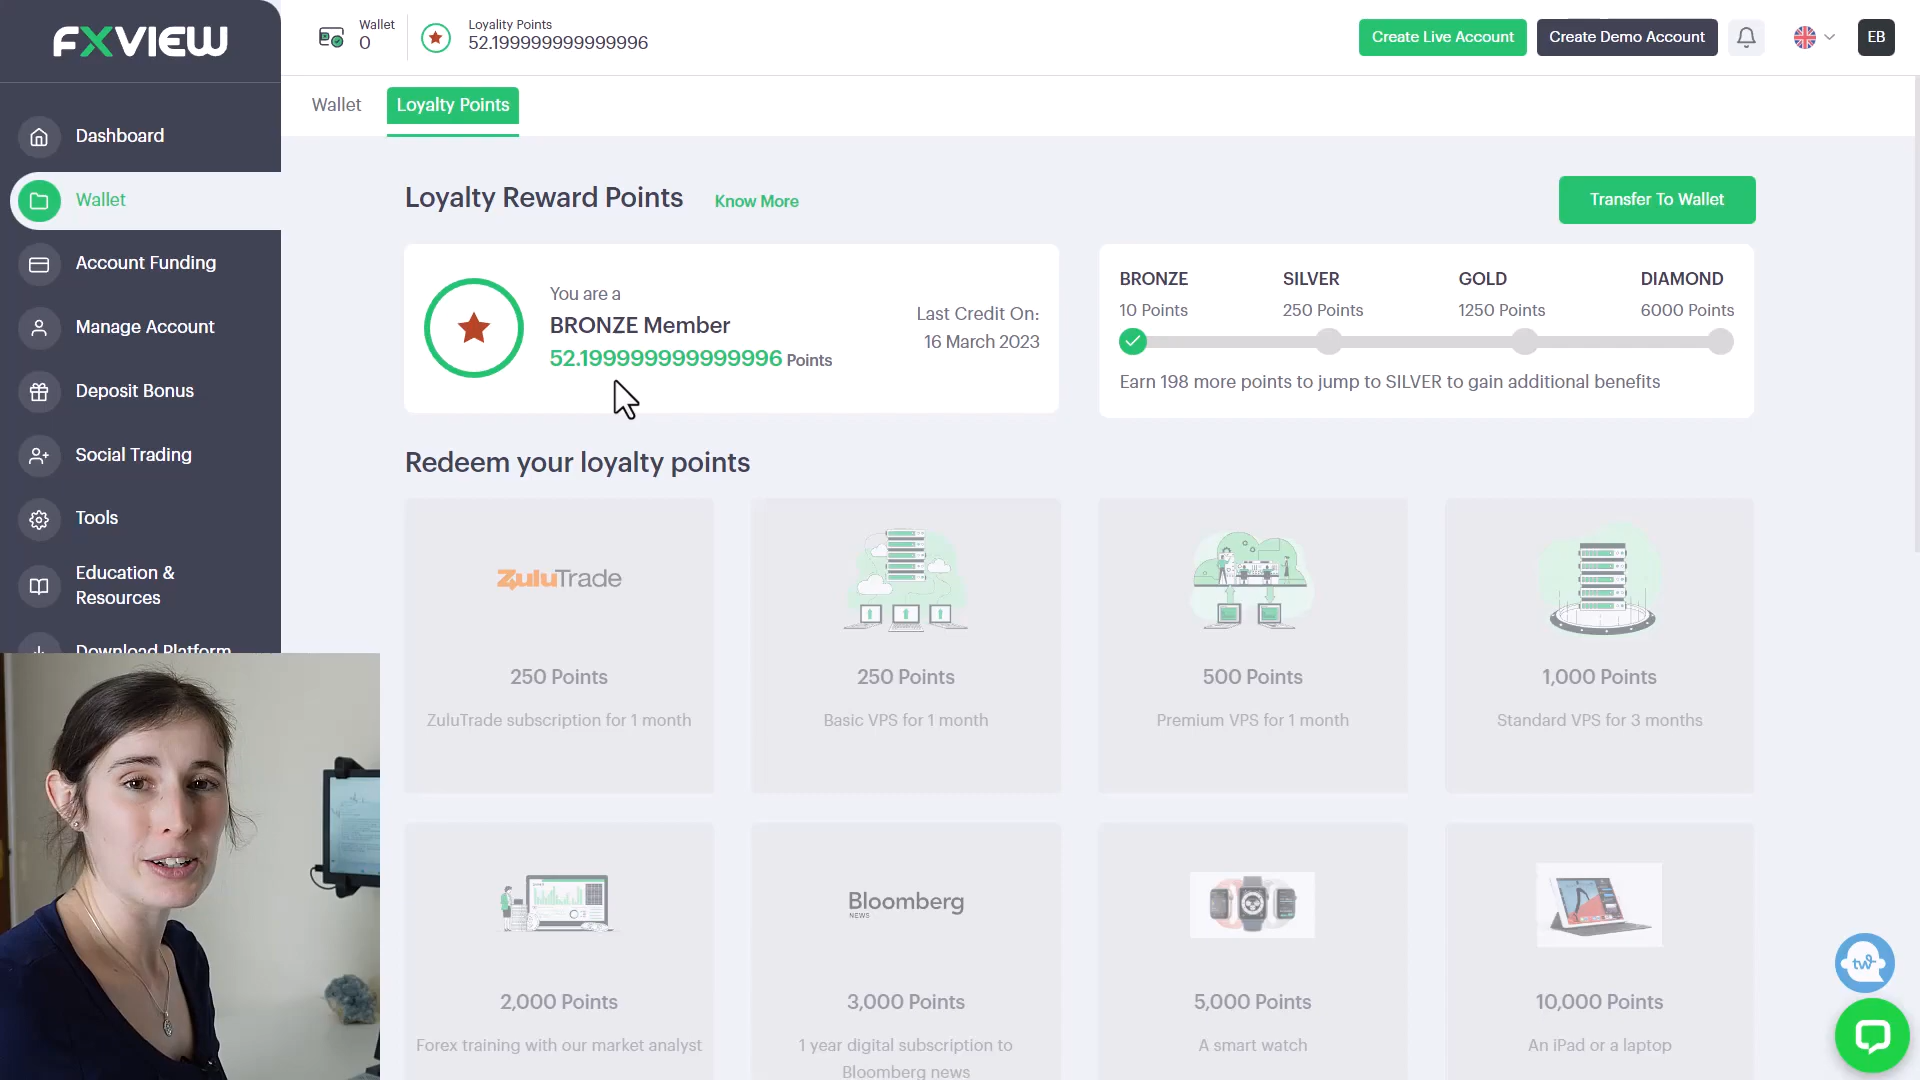 FXVIEW
Wallet
0
Loyality Points
52.199999999999996
Create Live Account
Create Demo Account
EB
Wallet
Loyalty Points
Dashboard
Wallet
Account Funding
Manage Account
Deposit Bonus
Social Trading
Tools
Education &
Resources
Download Platform
Loyalty Reward Points
Know More
Transfer To Wallet
You are a
BRONZE Member
52.199999999999996 Points
Last Credit On:
16 March 2023
BRONZE
SILVER
GOLD
DIAMOND
10 Points
250 Points
1250 Points
6000 Points
Earn 198 more points to jump to SILVER to gain additional benefits
Redeem your loyalty points
ZuluTrade
250 Points
ZuluTrade subscription for 1 month
250 Points
Basic VPS for 1 month
500 Points
Premium VPS for 1 month
1,000 Points
Standard VPS for 3 months
2,000 Points
Forex training with our market analyst
Bloomberg
NEWS
3,000 Points
1 year digital subscription to
Bloomberg news
5,000 Points
A smart watch
10,000 Points
An iPad or a laptop